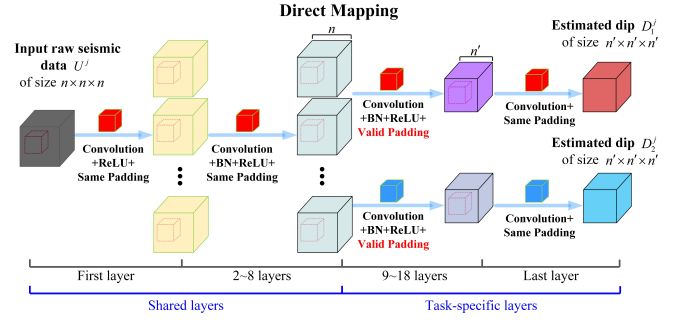 Direct Mapping
Input raw seismic
data U^j
of size n×n×n
n
n′
Estimated dip D_1^j
of size n′×n′×n′
Convolution
+ReLU+
Same Padding
Convolution
+BN+ReLU+
Same Padding
Convolution
+BN+ReLU+
Valid Padding
Convolution+
Same Padding
Estimated dip D_2^j
of size n′×n′×n′
Convolution
+BN+ReLU+
Valid Padding
Convolution+
Same Padding
First layer
2~8 layers
9~18 layers
Last layer
Shared layers
Task-specific layers